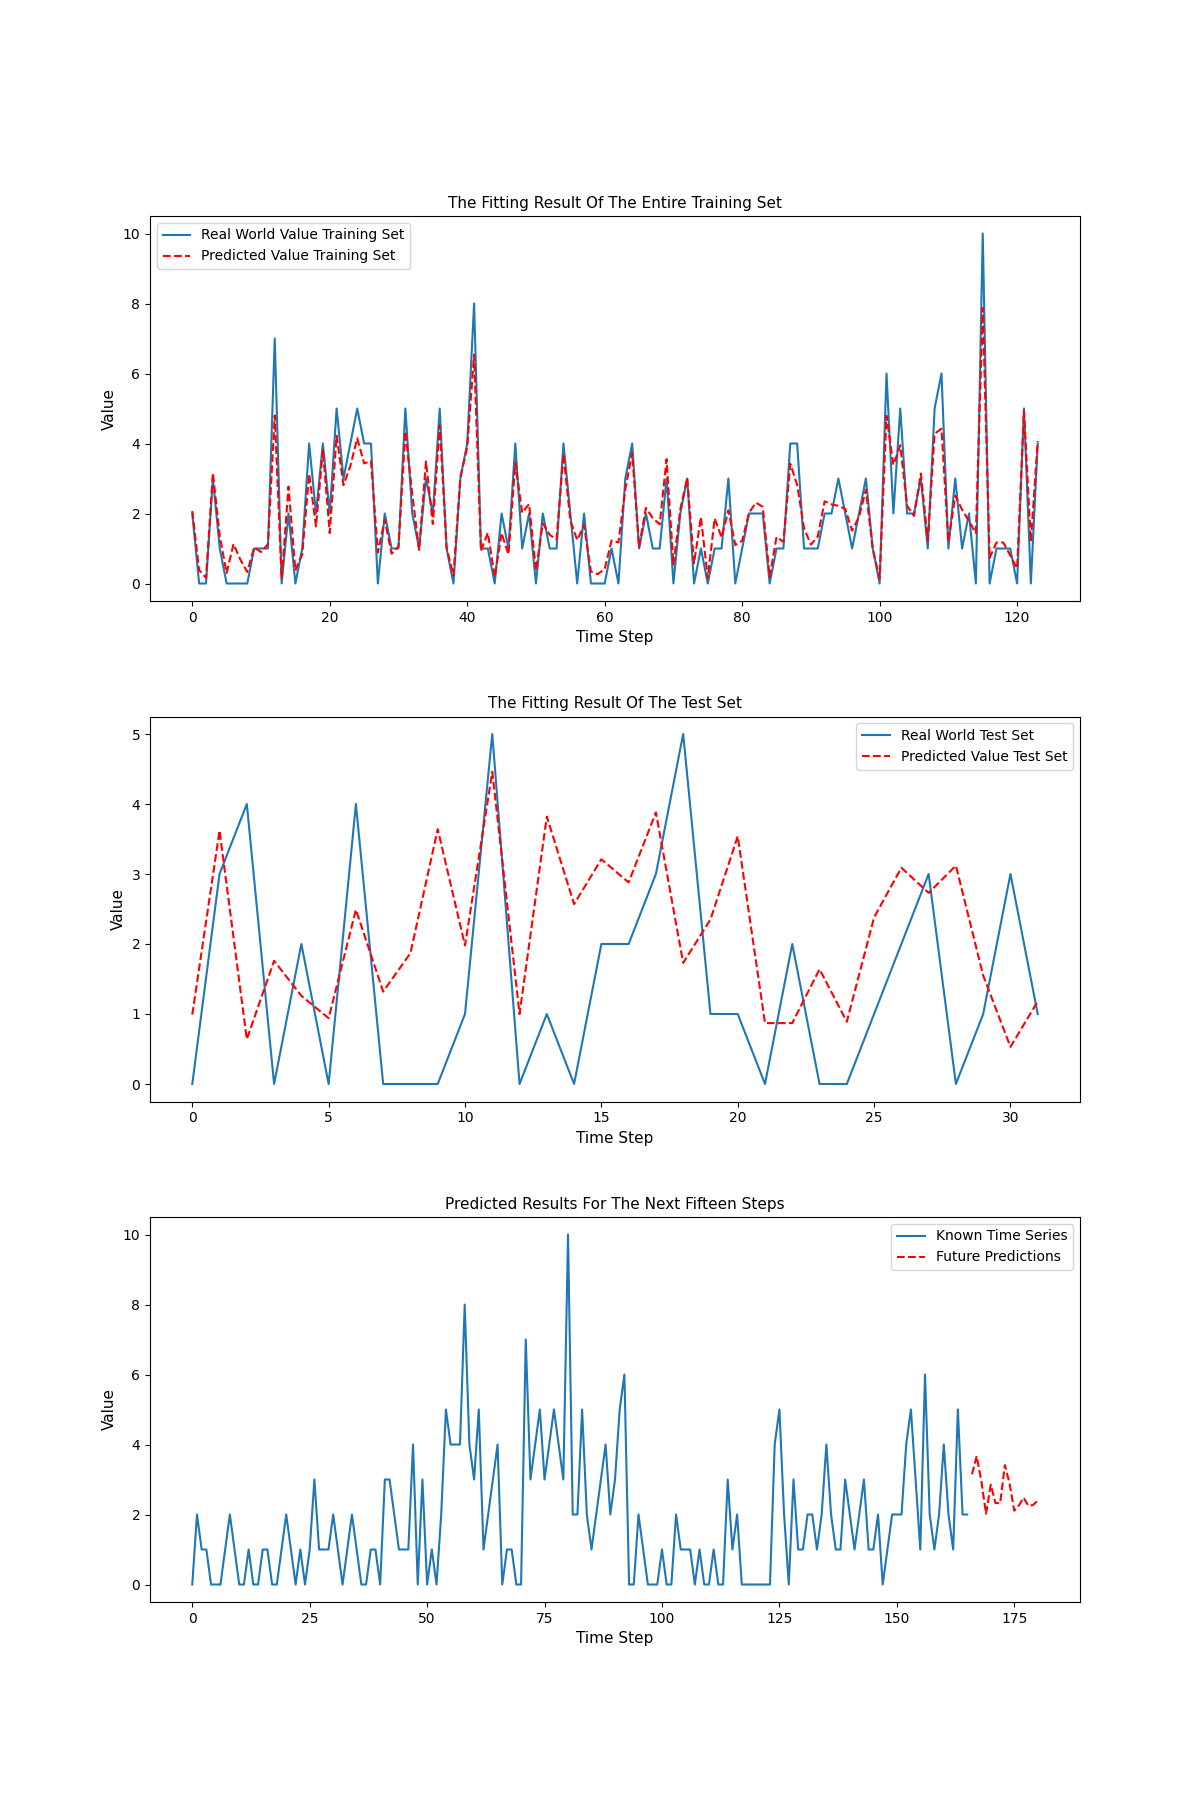 The Fitting Result Of The Entire Training Set
Real World Value Training Set
Predicted Value Training Set
Value
10
8
6
4
2
0
0 20 40 60 80 100 120
Time Step
The Fitting Result Of The Test Set
Real World Test Set
Predicted Value Test Set
Value
5
4
3
2
1
0
0 5 10 15 20 25 30
Time Step
Predicted Results For The Next Fifteen Steps
Known Time Series
Future Predictions
Value
10
8
6
4
2
0
0 25 50 75 100 125 150 175
Time Step